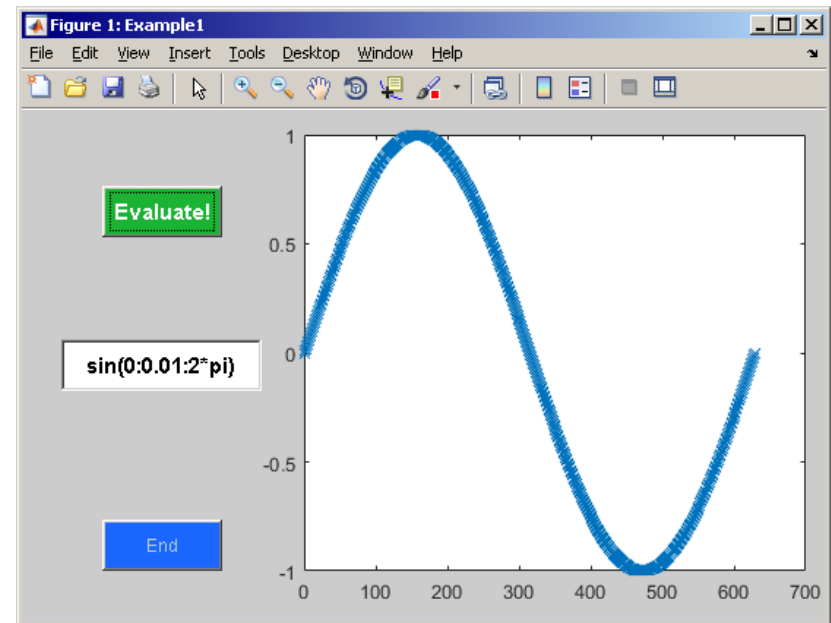 Figure 1: Example1
File Edit View Insert Tools Desktop Window Help
Evaluate!
sin(0:0.01:2*pi)
End
1
0.5
0
-0.5
-1
0 100 200 300 400 500 600 700